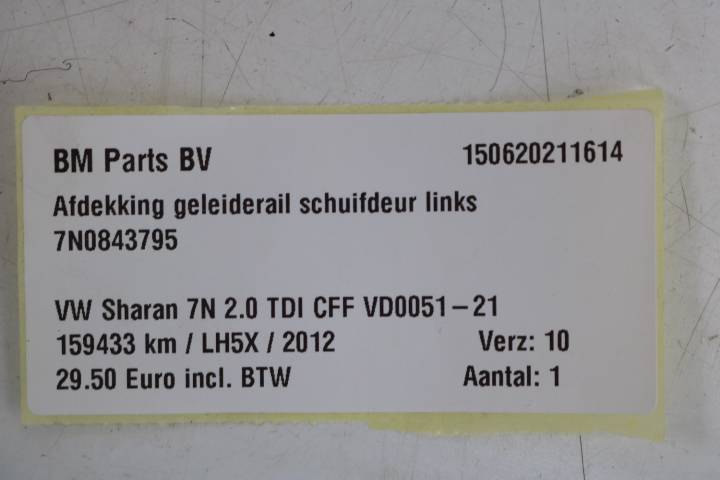 BM Parts BV 150620211614
Afdekking geleiderail schuifdeur links
7N0843795
VW Sharan 7N 2.0 TDI CFF VD0051-21
159433 km / LH5X / 2012 Verz: 10
29.50 Euro incl. BTW Aantal: 1